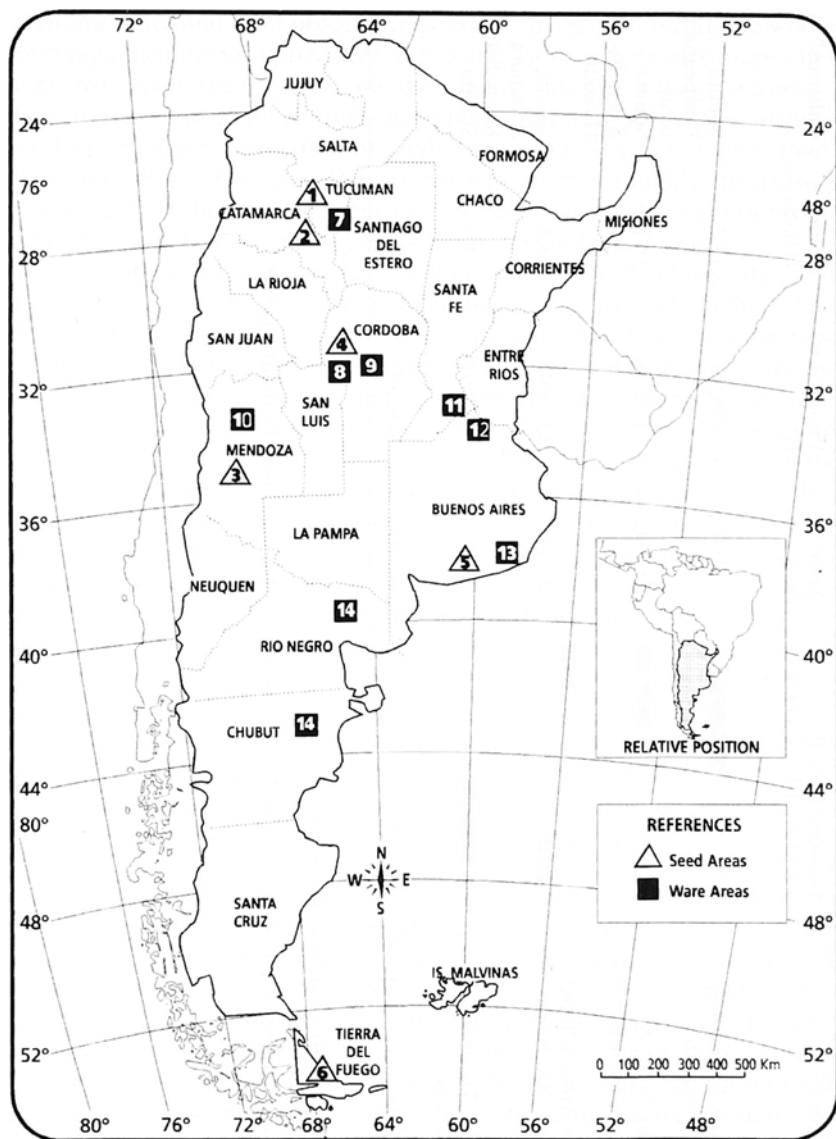 72° 68° 64° 60° 56° 52°
JUJUY
24° 24°
SALTA
FORMOSA
76° 1 TUCUMAN CHACO 48°
CATAMARCA 7 MISIONES
2 SANTIAGO
DEL
ESTERO
28° 28°
CORRIENTES
LA RIOJA SANTA
FE
SAN JUAN 4 CORDOBA
ENTRE
RIOS
8 9
32° 32°
SAN
LUIS
10 11
12
MENDOZA
3
36° 36°
BUENOS AIRES
LA PAMPA
5 13
NEUQUEN
14
RIO NEGRO
40° 40°
CHUBUT 14
RELATIVE POSITION
44° 44°
80°
REFERENCES
Seed Areas
Ware Areas
N
W E
S
SANTA
CRUZ
48° 48°
IS. MALVINAS
TIERRA
DEL
FUEGO
6
52° 52°
0 100 200 300 400 500 Km
80° 76° 72° 68° 64° 60° 56° 52° 48°